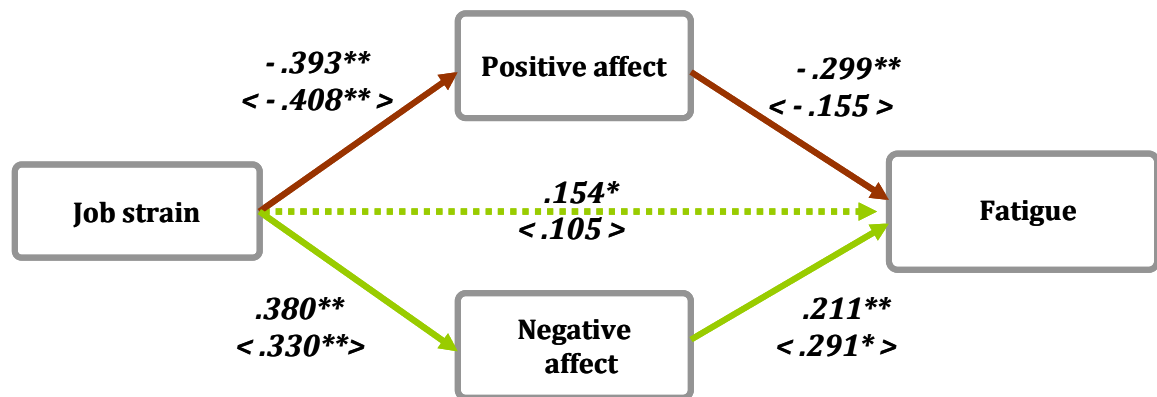 - .393**
< - .408** >
Positive affect
- .299**
< - .155 >
Job strain
.154*
< .105 >
Fatigue
.380**
< .330**>
Negative
affect
.211**
< .291* >